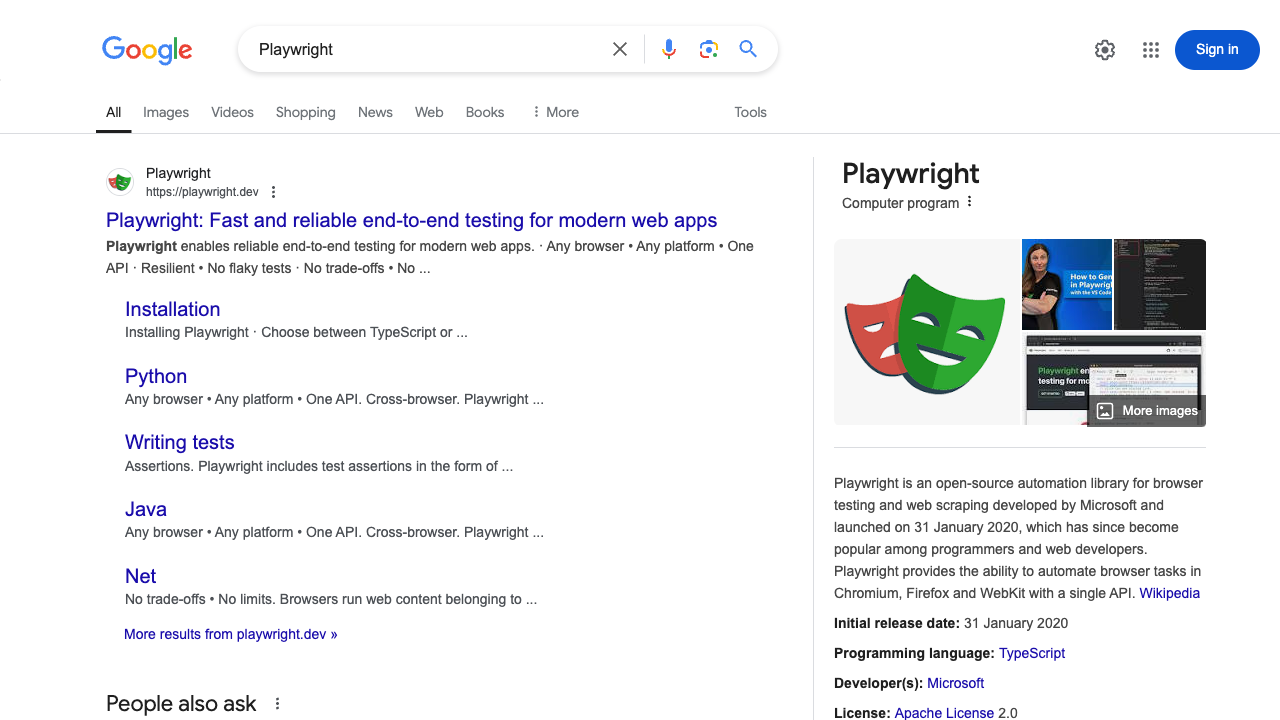 Google
Playwright
Sign in
All
Images
Videos
Shopping
News
Web
Books
More
Tools
Playwright
https://playwright.dev
Playwright: Fast and reliable end-to-end testing for modern web apps
Playwright enables reliable end-to-end testing for modern web apps. · Any browser • Any platform • One
API · Resilient • No flaky tests · No trade-offs • No ...
Installation
Installing Playwright · Choose between TypeScript or ...
Python
Any browser • Any platform • One API. Cross-browser. Playwright ...
Writing tests
Assertions. Playwright includes test assertions in the form of ...
Java
Any browser • Any platform • One API. Cross-browser. Playwright ...
Net
No trade-offs • No limits. Browsers run web content belonging to ...
More results from playwright.dev »
People also ask
Playwright
Computer program
How to Gen
in Playwrigh
with the VS Code
Playwright en
testing for mo
More images
Playwright is an open-source automation library for browser
testing and web scraping developed by Microsoft and
launched on 31 January 2020, which has since become
popular among programmers and web developers.
Playwright provides the ability to automate browser tasks in
Chromium, Firefox and WebKit with a single API. Wikipedia
Initial release date: 31 January 2020
Programming language: TypeScript
Developer(s): Microsoft
License: Apache License 2.0